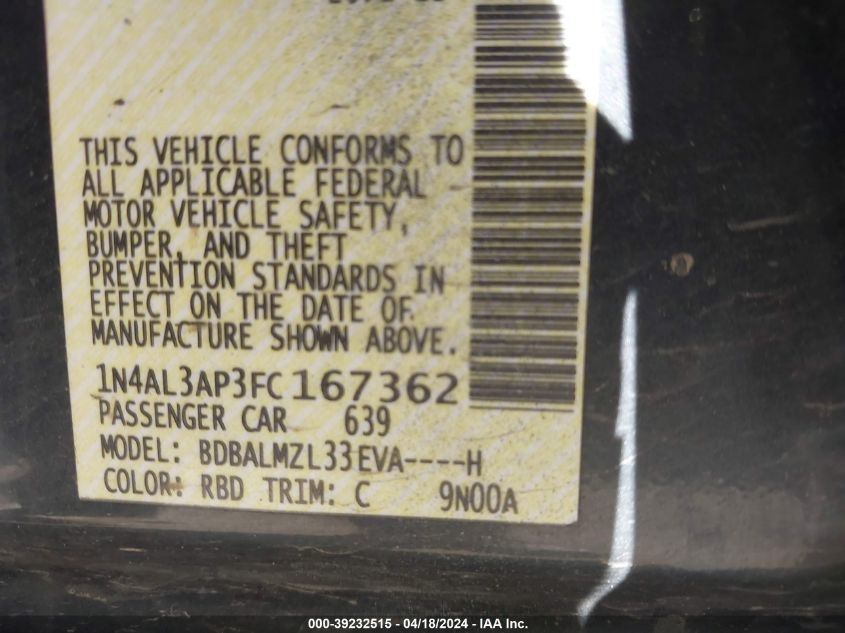 THIS VEHICLE CONFORMS TO
ALL APPLICABLE FEDERAL
MOTOR VEHICLE SAFETY,
BUMPER, AND THEFT
PREVENTION STANDARDS IN
EFFECT ON THE DATE OF
MANUFACTURE SHOWN ABOVE.
1N4AL3AP3FC167362
PASSENGER CAR 639
MODEL: BDBALMZL33EVA----H
COLOR: RBD TRIM: C 9N00A
000-39232515 - 04/18/2024 - IAA Inc.